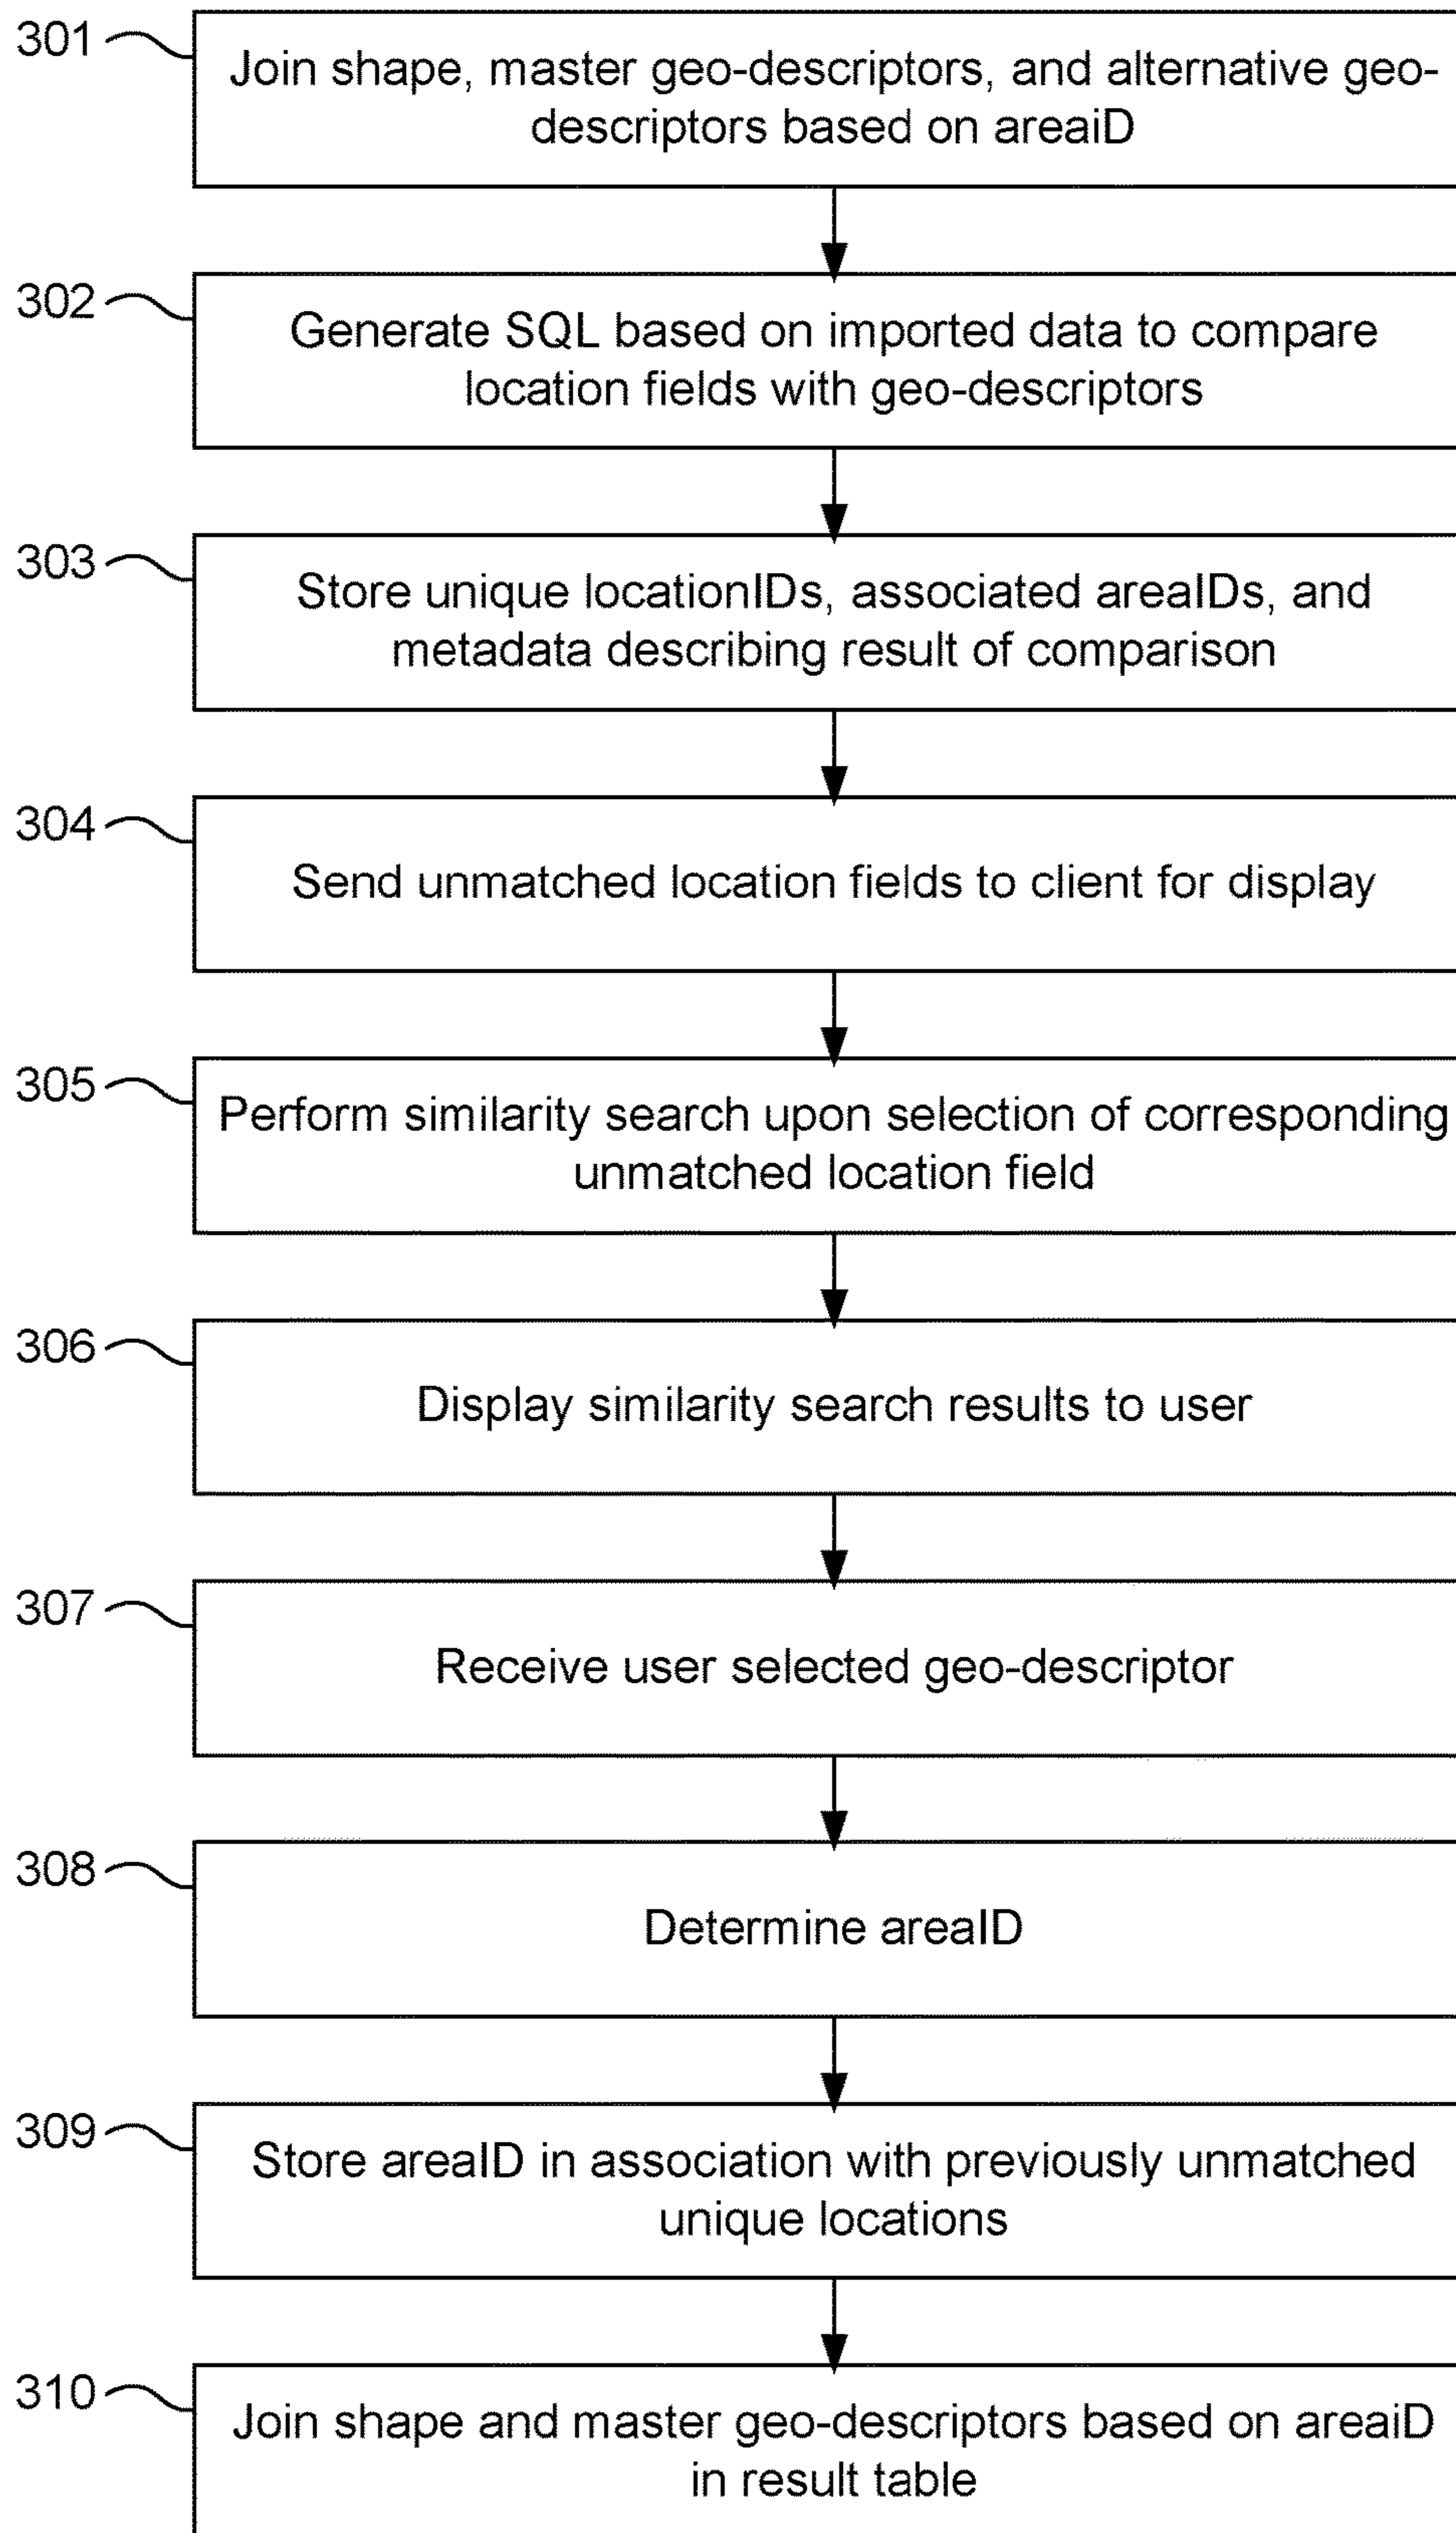 301
Join shape, master geo-descriptors, and alternative geo-
descriptors based on areaiD
302
Generate SQL based on imported data to compare
location fields with geo-descriptors
303
Store unique locationIDs, associated areaIDs, and
metadata describing result of comparison
304
Send unmatched location fields to client for display
305
Perform similarity search upon selection of corresponding
unmatched location field
306
Display similarity search results to user
307
Receive user selected geo-descriptor
308
Determine areaID
309
Store areaID in association with previously unmatched
unique locations
310
Join shape and master geo-descriptors based on areaiD
in result table